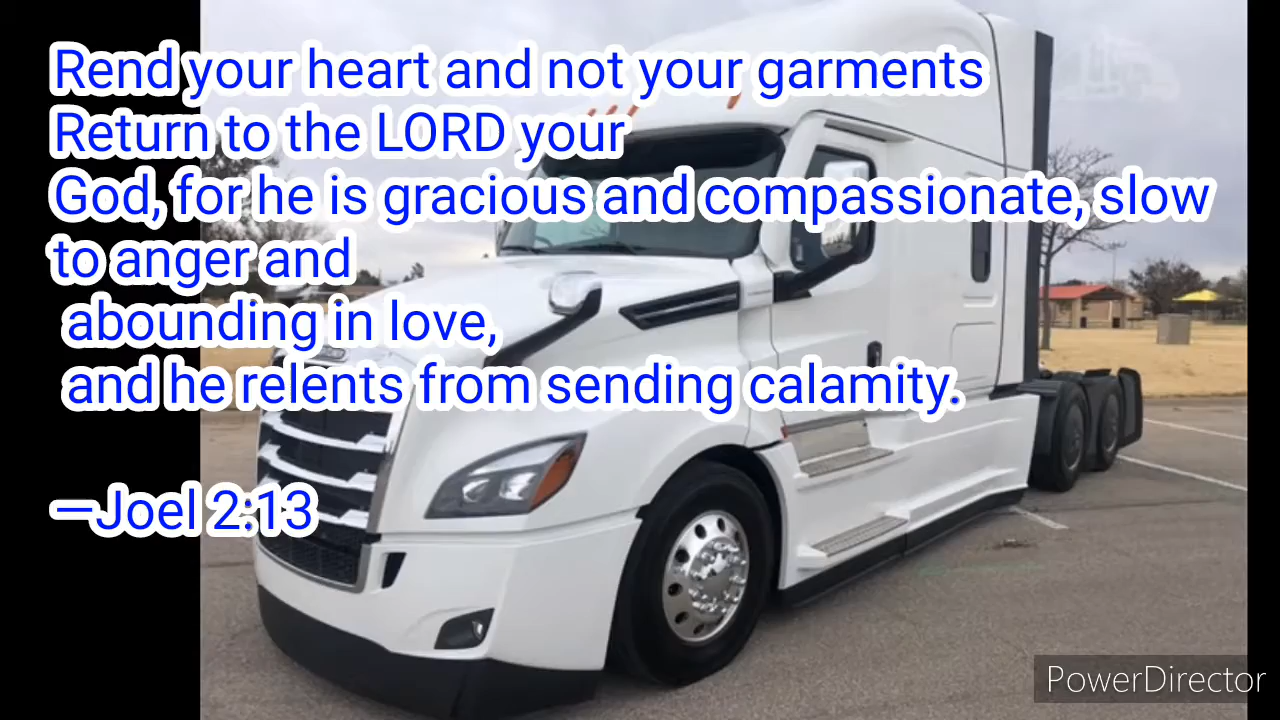 Rend your heart and not your garments
Return to the LORD your
God, for he is gracious and compassionate, slow
to anger and
abounding in love,
and he relents from sending calamity.
—Joel 2:13
PowerDirector